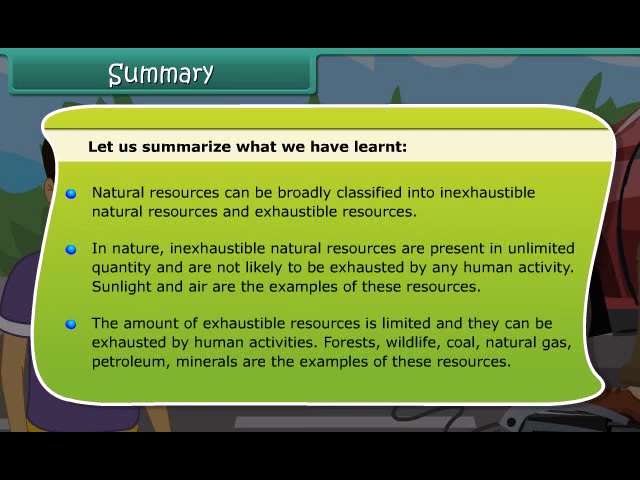 Summary
Let us summarize what we have learnt:
Natural resources can be broadly classified into inexhaustible
natural resources and exhaustible resources.
In nature, inexhaustible natural resources are present in unlimited
quantity and are not likely to be exhausted by any human activity.
Sunlight and air are the examples of these resources.
The amount of exhaustible resources is limited and they can be
exhausted by human activities. Forests, wildlife, coal, natural gas,
petroleum, minerals are the examples of these resources.